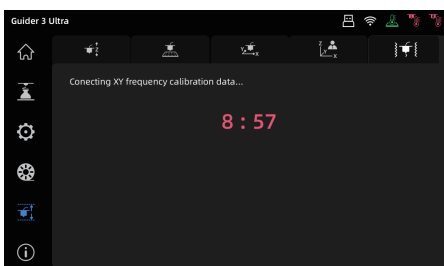 Guider 3 Ultra
Conecting XY frequency calibration data...
8 : 57